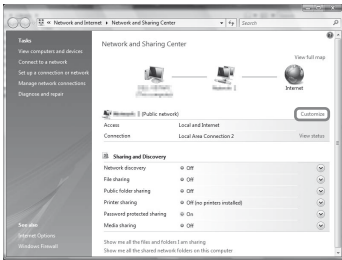 « Network and Internet ▸ Network and Sharing Center
Search
Tasks
View computers and devices
Connect to a network
Set up a connection or network
Manage network connections
Diagnose and repair
See also
Internet Options
Windows Firewall
Network and Sharing Center
View full map
Internet
(Public network)
Customize
Access Local and Internet
Connection Local Area Connection 2 View status
Sharing and Discovery
Network discovery Off
File sharing Off
Public folder sharing Off
Printer sharing Off (no printers installed)
Password protected sharing On
Media sharing Off
Show me all the files and folders I am sharing
Show me all the shared network folders on this computer